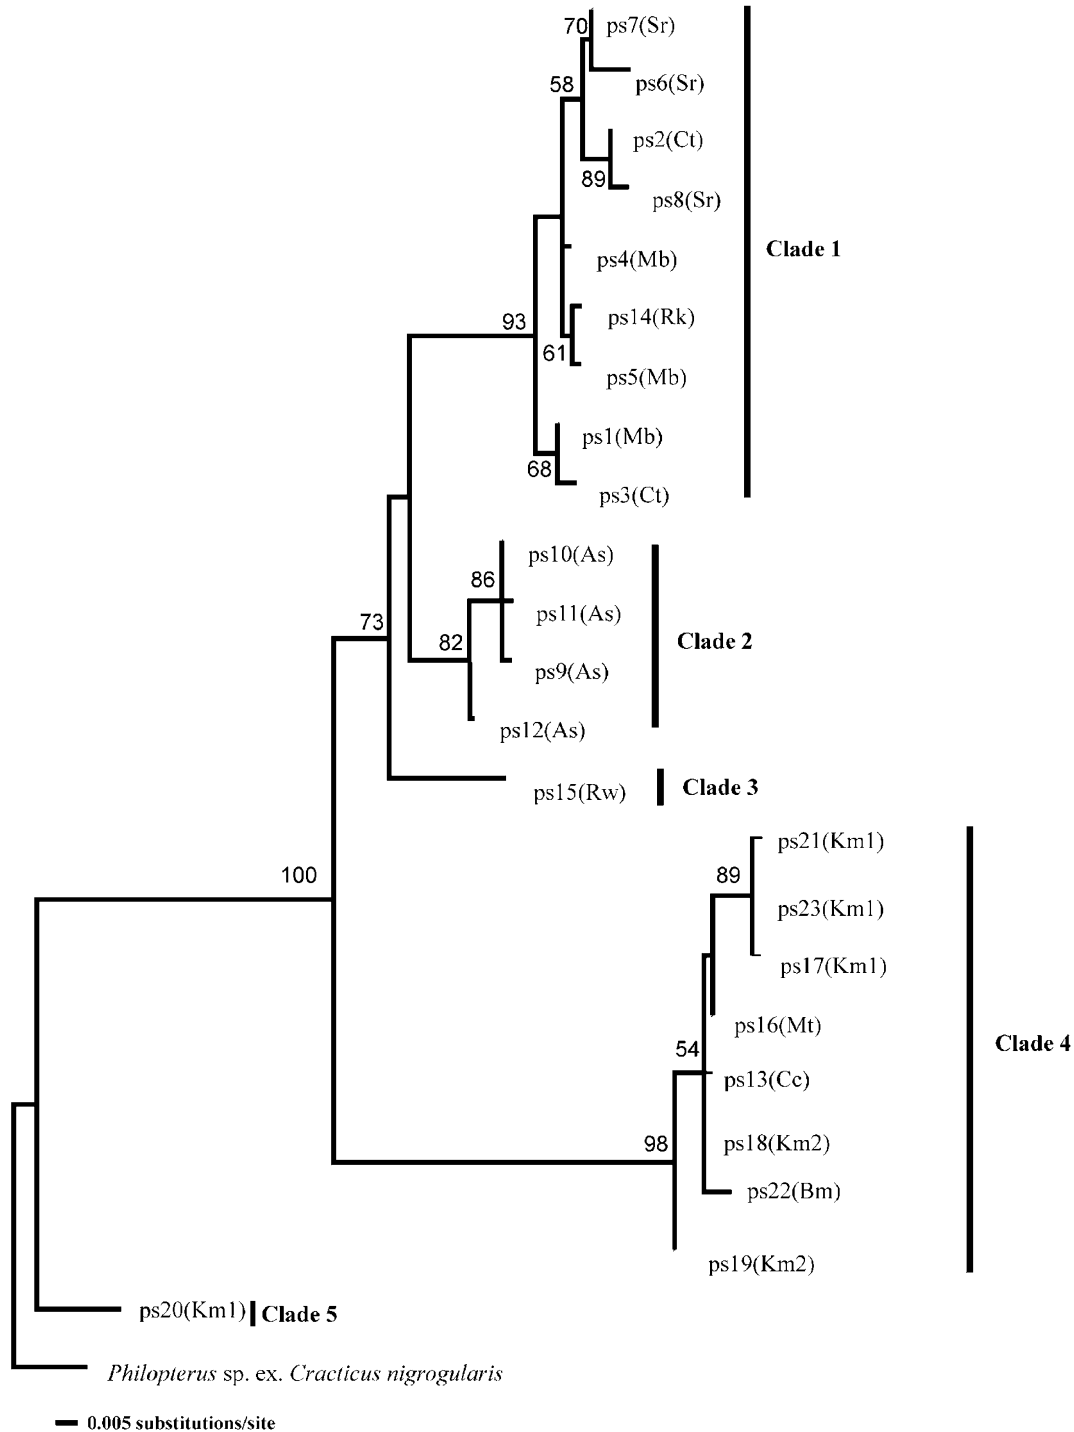 70
ps7(Sr)
ps6(Sr)
58
ps2(Ct)
89
ps8(Sr)
Clade 1
ps4(Mb)
ps14(Rk)
93
61
ps5(Mb)
ps1(Mb)
68
ps3(Ct)
ps10(As)
86
ps11(As)
73
82
Clade 2
ps9(As)
ps12(As)
ps15(Rw)
Clade 3
ps21(Km1)
100
89
ps23(Km1)
ps17(Km1)
ps16(Mt)
54
Clade 4
ps13(Cc)
98
ps18(Km2)
ps22(Bm)
ps19(Km2)
ps20(Km1)
Clade 5
Philopterus sp. ex. Cracticus nigrogularis
0.005 substitutions/site